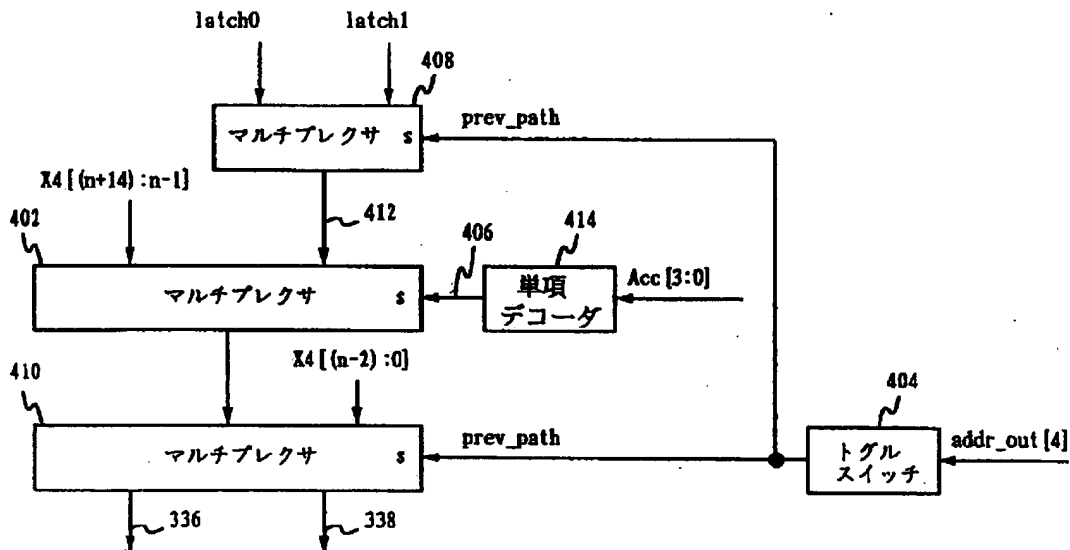 latch0
latch1
408
マルチプレクサ s
prev_path
X4[(n+14):n-1]
402
412
406
414
マルチプレクサ s
単項
デコーダ
Acc[3:0]
X4[(n-2):0]
410
404
マルチプレクサ s
prev_path
トグル
スイッチ
addr_out[4]
336
338